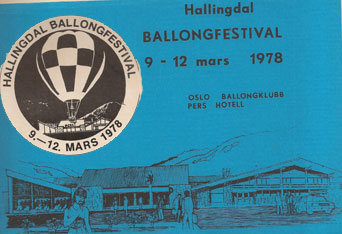 HALLINGDAL BALLONGFESTIVAL
9.—12. MARS 1978
Hallingdal
BALLONGFESTIVAL
9 - 12 mars 1978
OSLO BALLONGKLUBB
PERS HOTELL